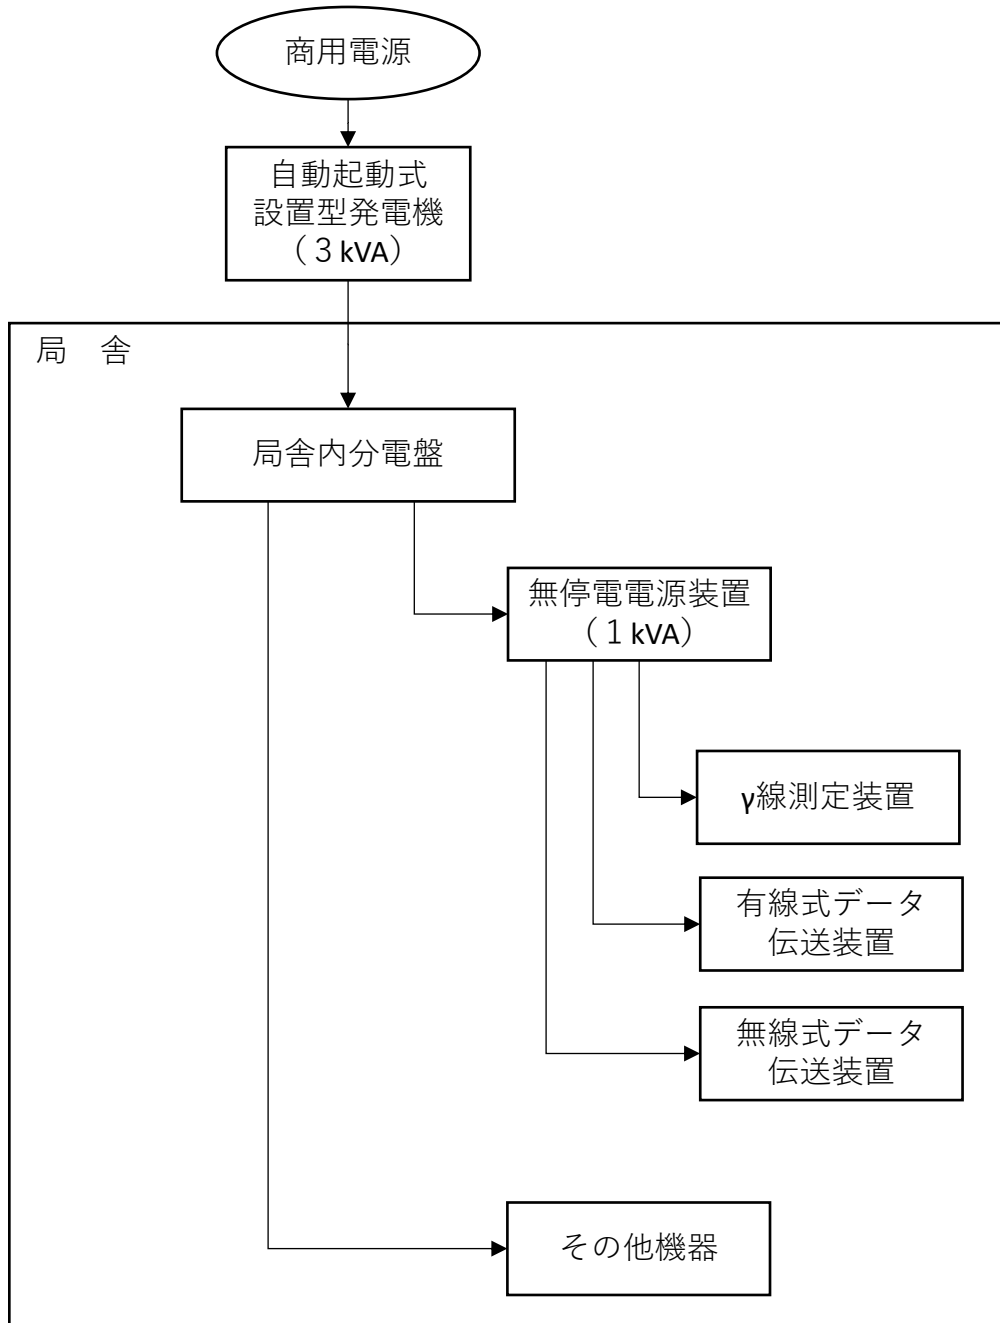 商用電源
自動起動式
設置型発電機
（３kVA）
局　舎
局舎内分電盤
無停電電源装置
（１kVA）
γ線測定装置
有線式データ
伝送装置
無線式データ
伝送装置
その他機器